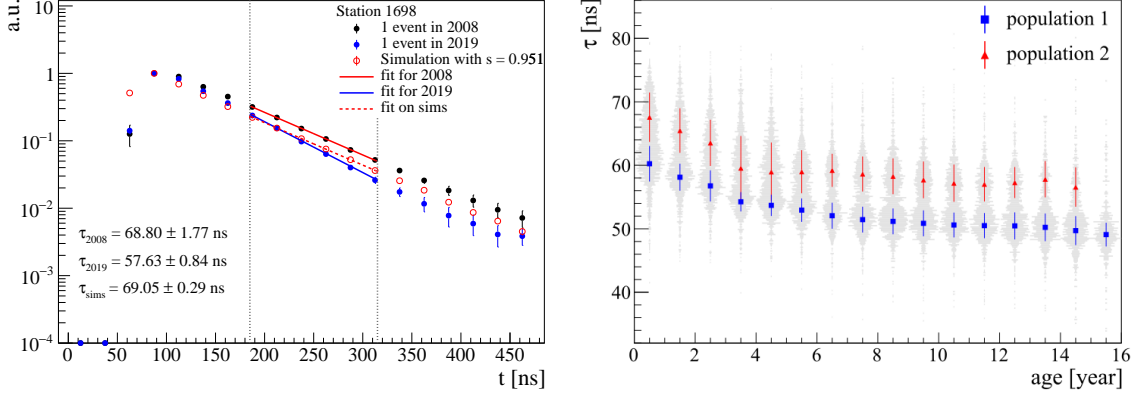 a.u.
10
1
10⁻¹
10⁻²
10⁻³
10⁻⁴
Station 1698
1 event in 2008
1 event in 2019
Simulation with s = 0.951
fit for 2008
fit for 2019
fit on sims
τ2008 = 68.80 ± 1.77 ns
τ2019 = 57.63 ± 0.84 ns
τsims = 69.05 ± 0.29 ns
0 50 100 150 200 250 300 350 400 450
t [ns]
τ [ns]
80
70
60
50
40
population 1
population 2
0 2 4 6 8 10 12 14 16
age [year]